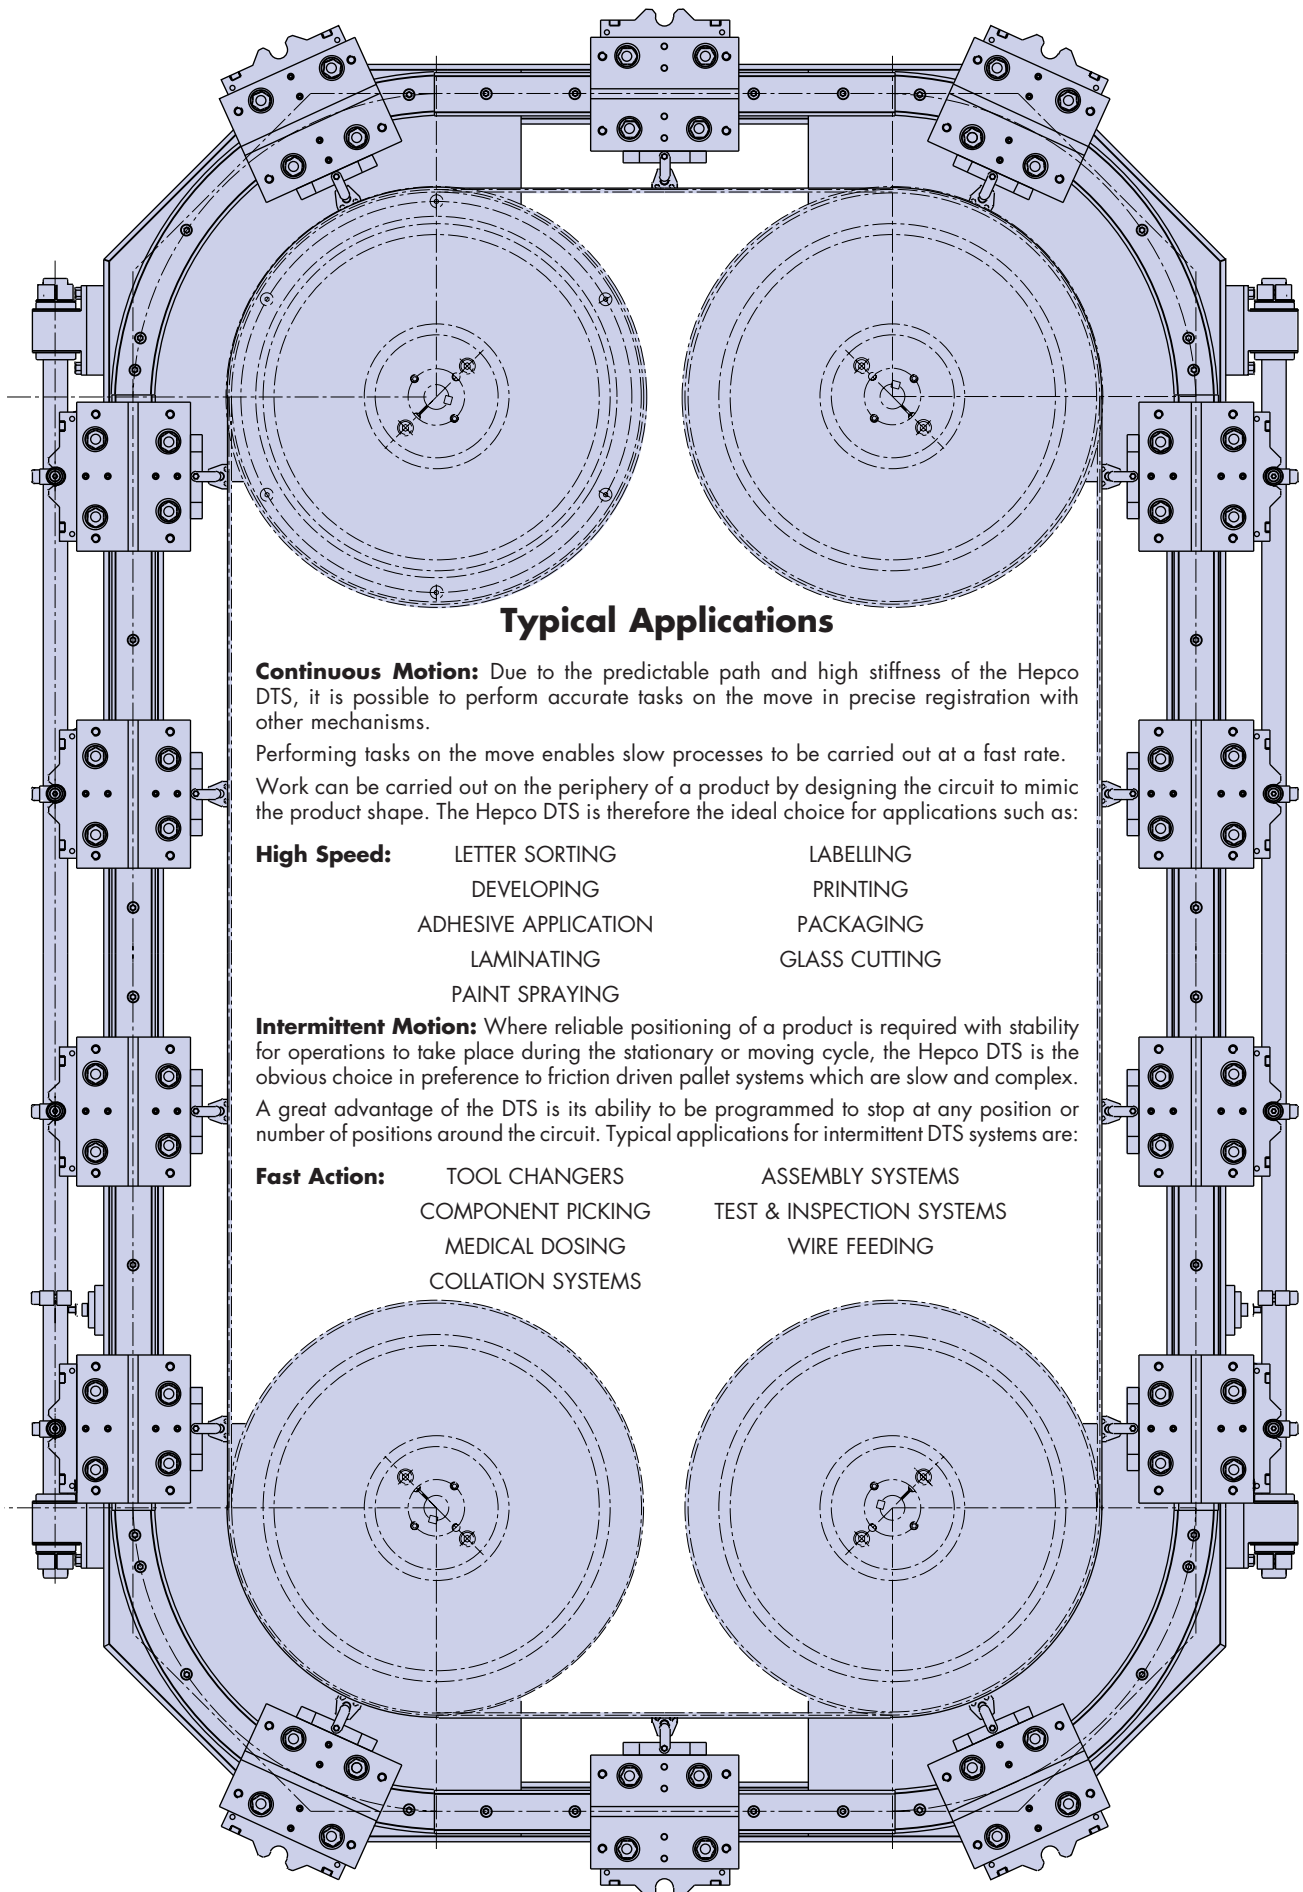 Typical Applications
Continuous Motion: Due to the predictable path and high stiffness of the Hepco
DTS, it is possible to perform accurate tasks on the move in precise registration with
other mechanisms.
Performing tasks on the move enables slow processes to be carried out at a fast rate.
Work can be carried out on the periphery of a product by designing the circuit to mimic
the product shape. The Hepco DTS is therefore the ideal choice for applications such as:
High Speed: LETTER SORTING LABELLING
DEVELOPING PRINTING
ADHESIVE APPLICATION PACKAGING
LAMINATING GLASS CUTTING
PAINT SPRAYING
Intermittent Motion: Where reliable positioning of a product is required with stability
for operations to take place during the stationary or moving cycle, the Hepco DTS is the
obvious choice in preference to friction driven pallet systems which are slow and complex.
A great advantage of the DTS is its ability to be programmed to stop at any position or
number of positions around the circuit. Typical applications for intermittent DTS systems are:
Fast Action: TOOL CHANGERS ASSEMBLY SYSTEMS
COMPONENT PICKING TEST & INSPECTION SYSTEMS
MEDICAL DOSING WIRE FEEDING
COLLATION SYSTEMS